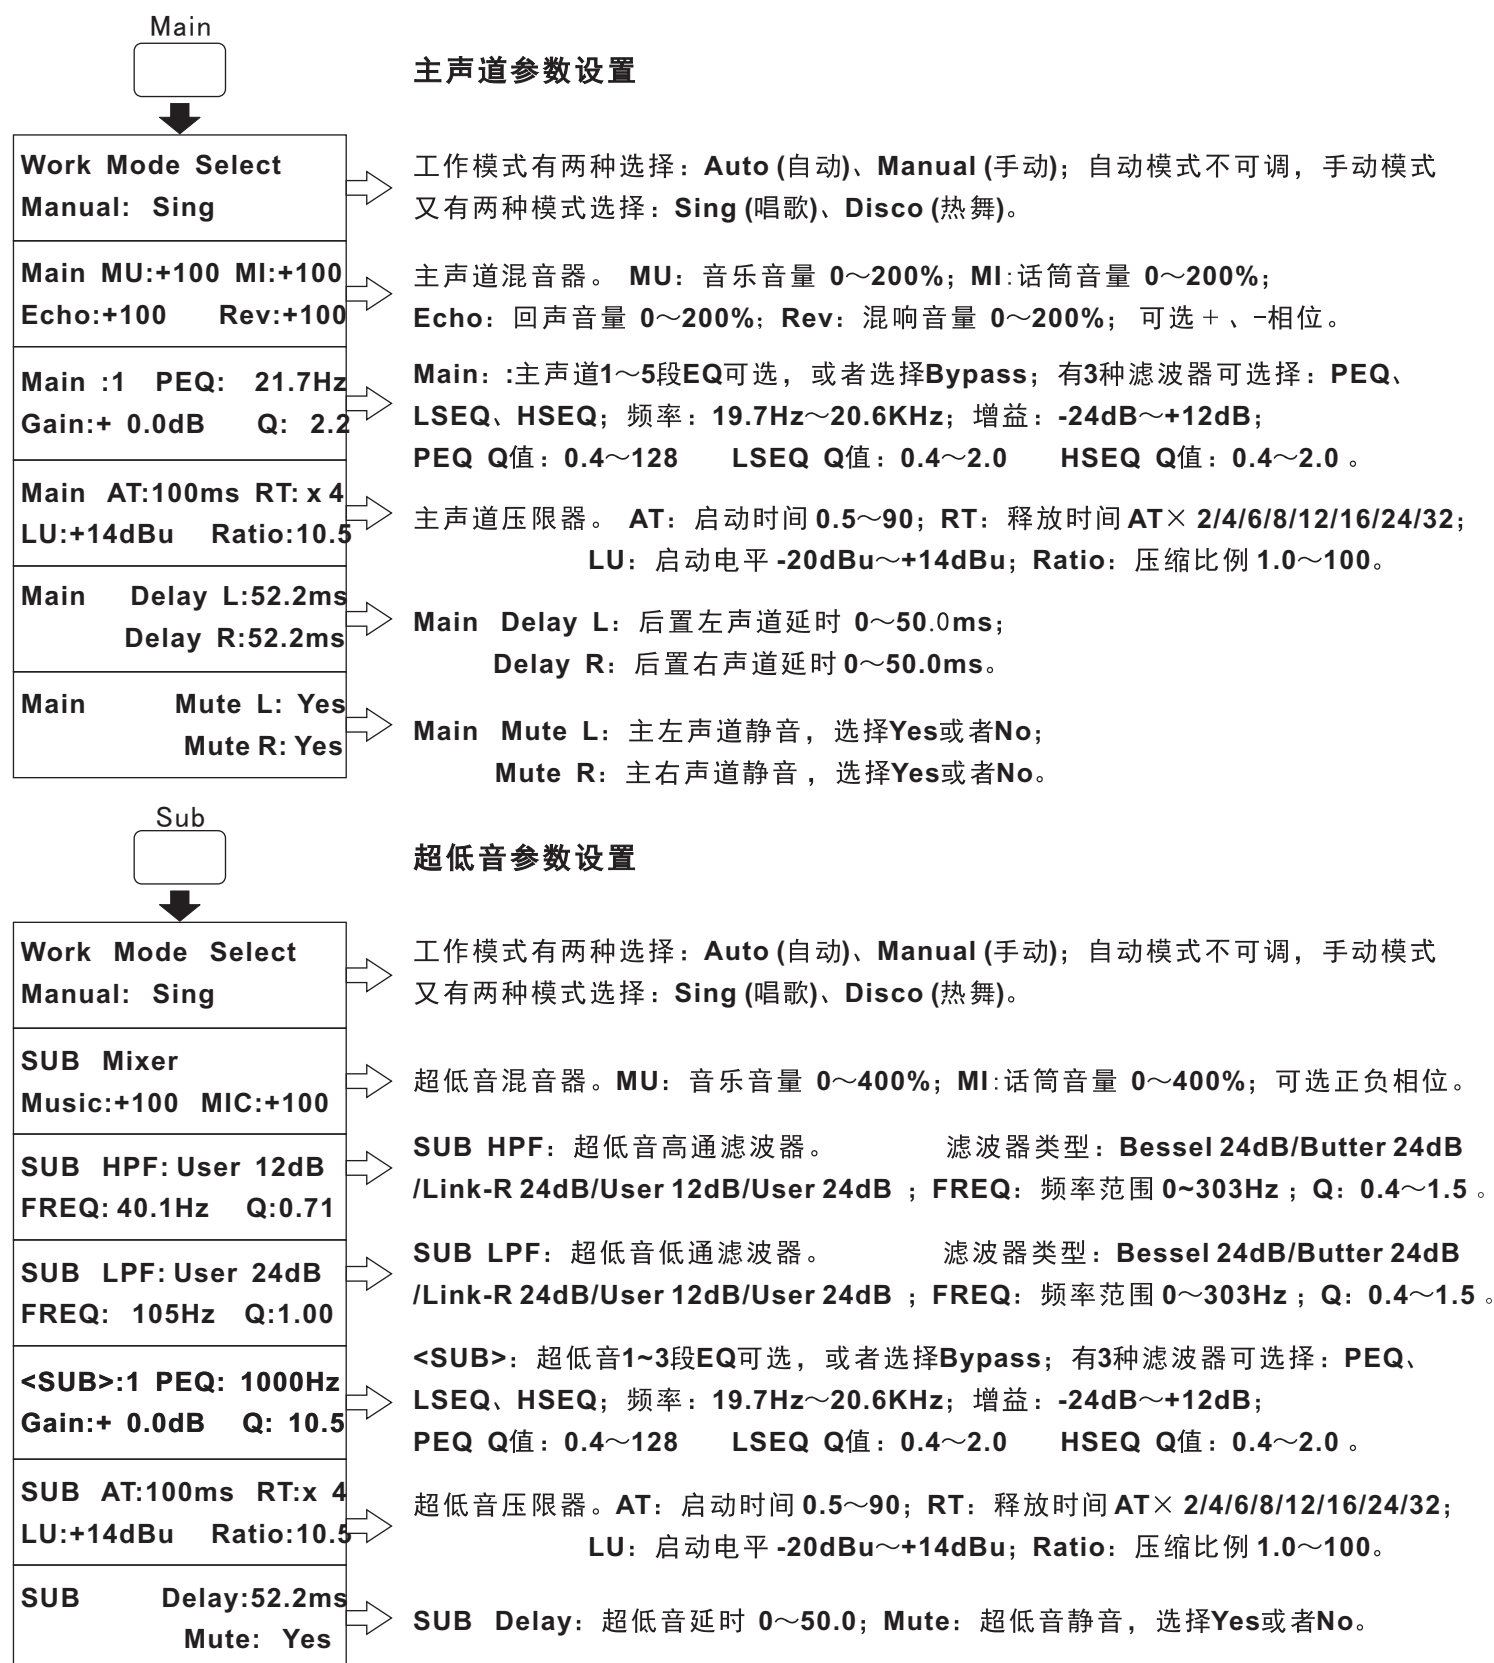 Main
主声道参数设置
Work Mode Select
Manual: Sing
工作模式有两种选择：Auto (自动)、Manual (手动)；自动模式不可调，手动模式
又有两种模式选择：Sing (唱歌)、Disco (热舞)。
Main MU:+100 MI:+100
Echo:+100 Rev:+100
主声道混音器。 MU：音乐音量 0～200%；MI:话筒音量 0～200%；
Echo：回声音量 0～200%；Rev：混响音量 0～200%；可选 + 、-相位。
Main :1 PEQ: 21.7Hz
Gain:+ 0.0dB Q: 2.2
Main：:主声道1～5段EQ可选，或者选择Bypass；有3种滤波器可选择：PEQ、
LSEQ、HSEQ；频率：19.7Hz～20.6KHz；增益：-24dB～+12dB；
PEQ Q值：0.4～128 LSEQ Q值：0.4～2.0 HSEQ Q值：0.4～2.0 。
Main AT:100ms RT: x 4
LU:+14dBu Ratio:10.5
主声道压限器。 AT：启动时间 0.5～90；RT：释放时间 AT× 2/4/6/8/12/16/24/32；
LU：启动电平 -20dBu～+14dBu；Ratio：压缩比例 1.0～100。
Main Delay L:52.2ms
Delay R:52.2ms
Main Delay L：后置左声道延时 0～50.0ms；
Delay R：后置右声道延时 0～50.0ms。
Main Mute L: Yes
Mute R: Yes
Main Mute L：主左声道静音，选择Yes或者No；
Mute R：主右声道静音，选择Yes或者No。
Sub
超低音参数设置
Work Mode Select
Manual: Sing
工作模式有两种选择：Auto (自动)、Manual (手动)；自动模式不可调，手动模式
又有两种模式选择：Sing (唱歌)、Disco (热舞)。
SUB Mixer
Music:+100 MIC:+100
超低音混音器。MU：音乐音量 0～400%；MI:话筒音量 0～400%；可选正负相位。
SUB HPF: User 12dB
FREQ: 40.1Hz Q:0.71
SUB HPF：超低音高通滤波器。 滤波器类型：Bessel 24dB/Butter 24dB
/Link-R 24dB/User 12dB/User 24dB ；FREQ：频率范围 0~303Hz ；Q：0.4～1.5 。
SUB LPF: User 24dB
FREQ: 105Hz Q:1.00
SUB LPF：超低音低通滤波器。 滤波器类型：Bessel 24dB/Butter 24dB
/Link-R 24dB/User 12dB/User 24dB ；FREQ：频率范围 0～303Hz ；Q：0.4～1.5 。
<SUB>:1 PEQ: 1000Hz
Gain:+ 0.0dB Q: 10.5
<SUB>：超低音1~3段EQ可选，或者选择Bypass；有3种滤波器可选择：PEQ、
LSEQ、HSEQ；频率：19.7Hz～20.6KHz；增益：-24dB～+12dB；
PEQ Q值：0.4～128 LSEQ Q值：0.4～2.0 HSEQ Q值：0.4～2.0 。
SUB AT:100ms RT:x 4
LU:+14dBu Ratio:10.5
超低音压限器。AT：启动时间 0.5～90；RT：释放时间 AT× 2/4/6/8/12/16/24/32；
LU：启动电平 -20dBu～+14dBu；Ratio：压缩比例 1.0～100。
SUB Delay:52.2ms
Mute: Yes
SUB Delay：超低音延时 0～50.0；Mute：超低音静音，选择Yes或者No。